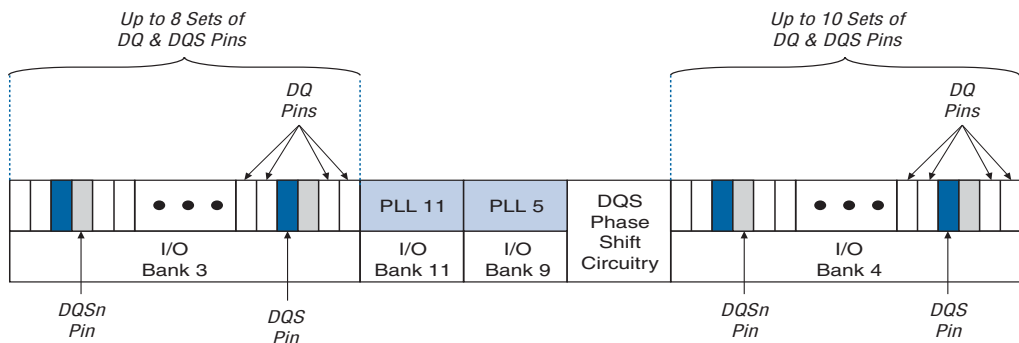 Up to 8 Sets of
DQ & DQS Pins
Up to 10 Sets of
DQ & DQS Pins
DQ
Pins
DQ
Pins
PLL 11
PLL 5
DQS
Phase
Shift
Circuitry
I/O
Bank 3
I/O
Bank 11
I/O
Bank 9
I/O
Bank 4
DQSn
Pin
DQS
Pin
DQSn
Pin
DQS
Pin